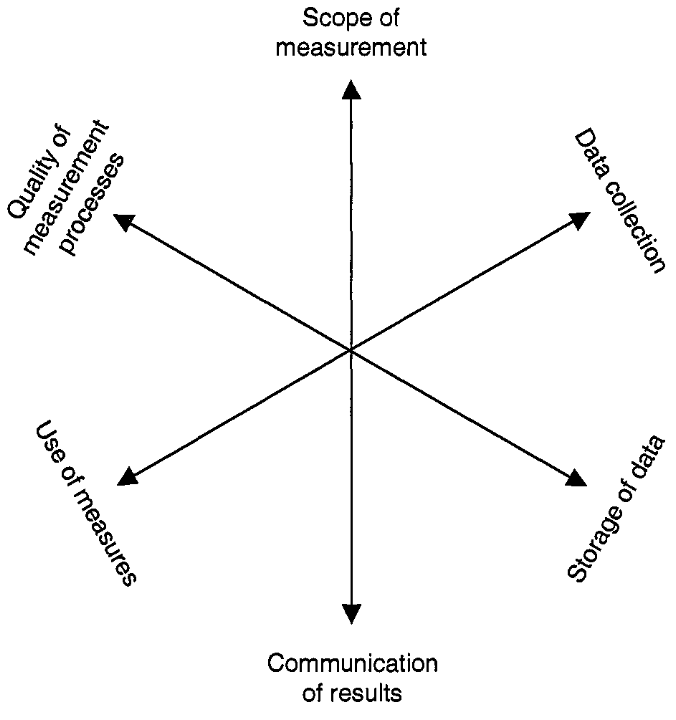 Scope of
measurement
Quality of
measurement
processes
Data collection
Use of measures
Storage of data
Communication
of results